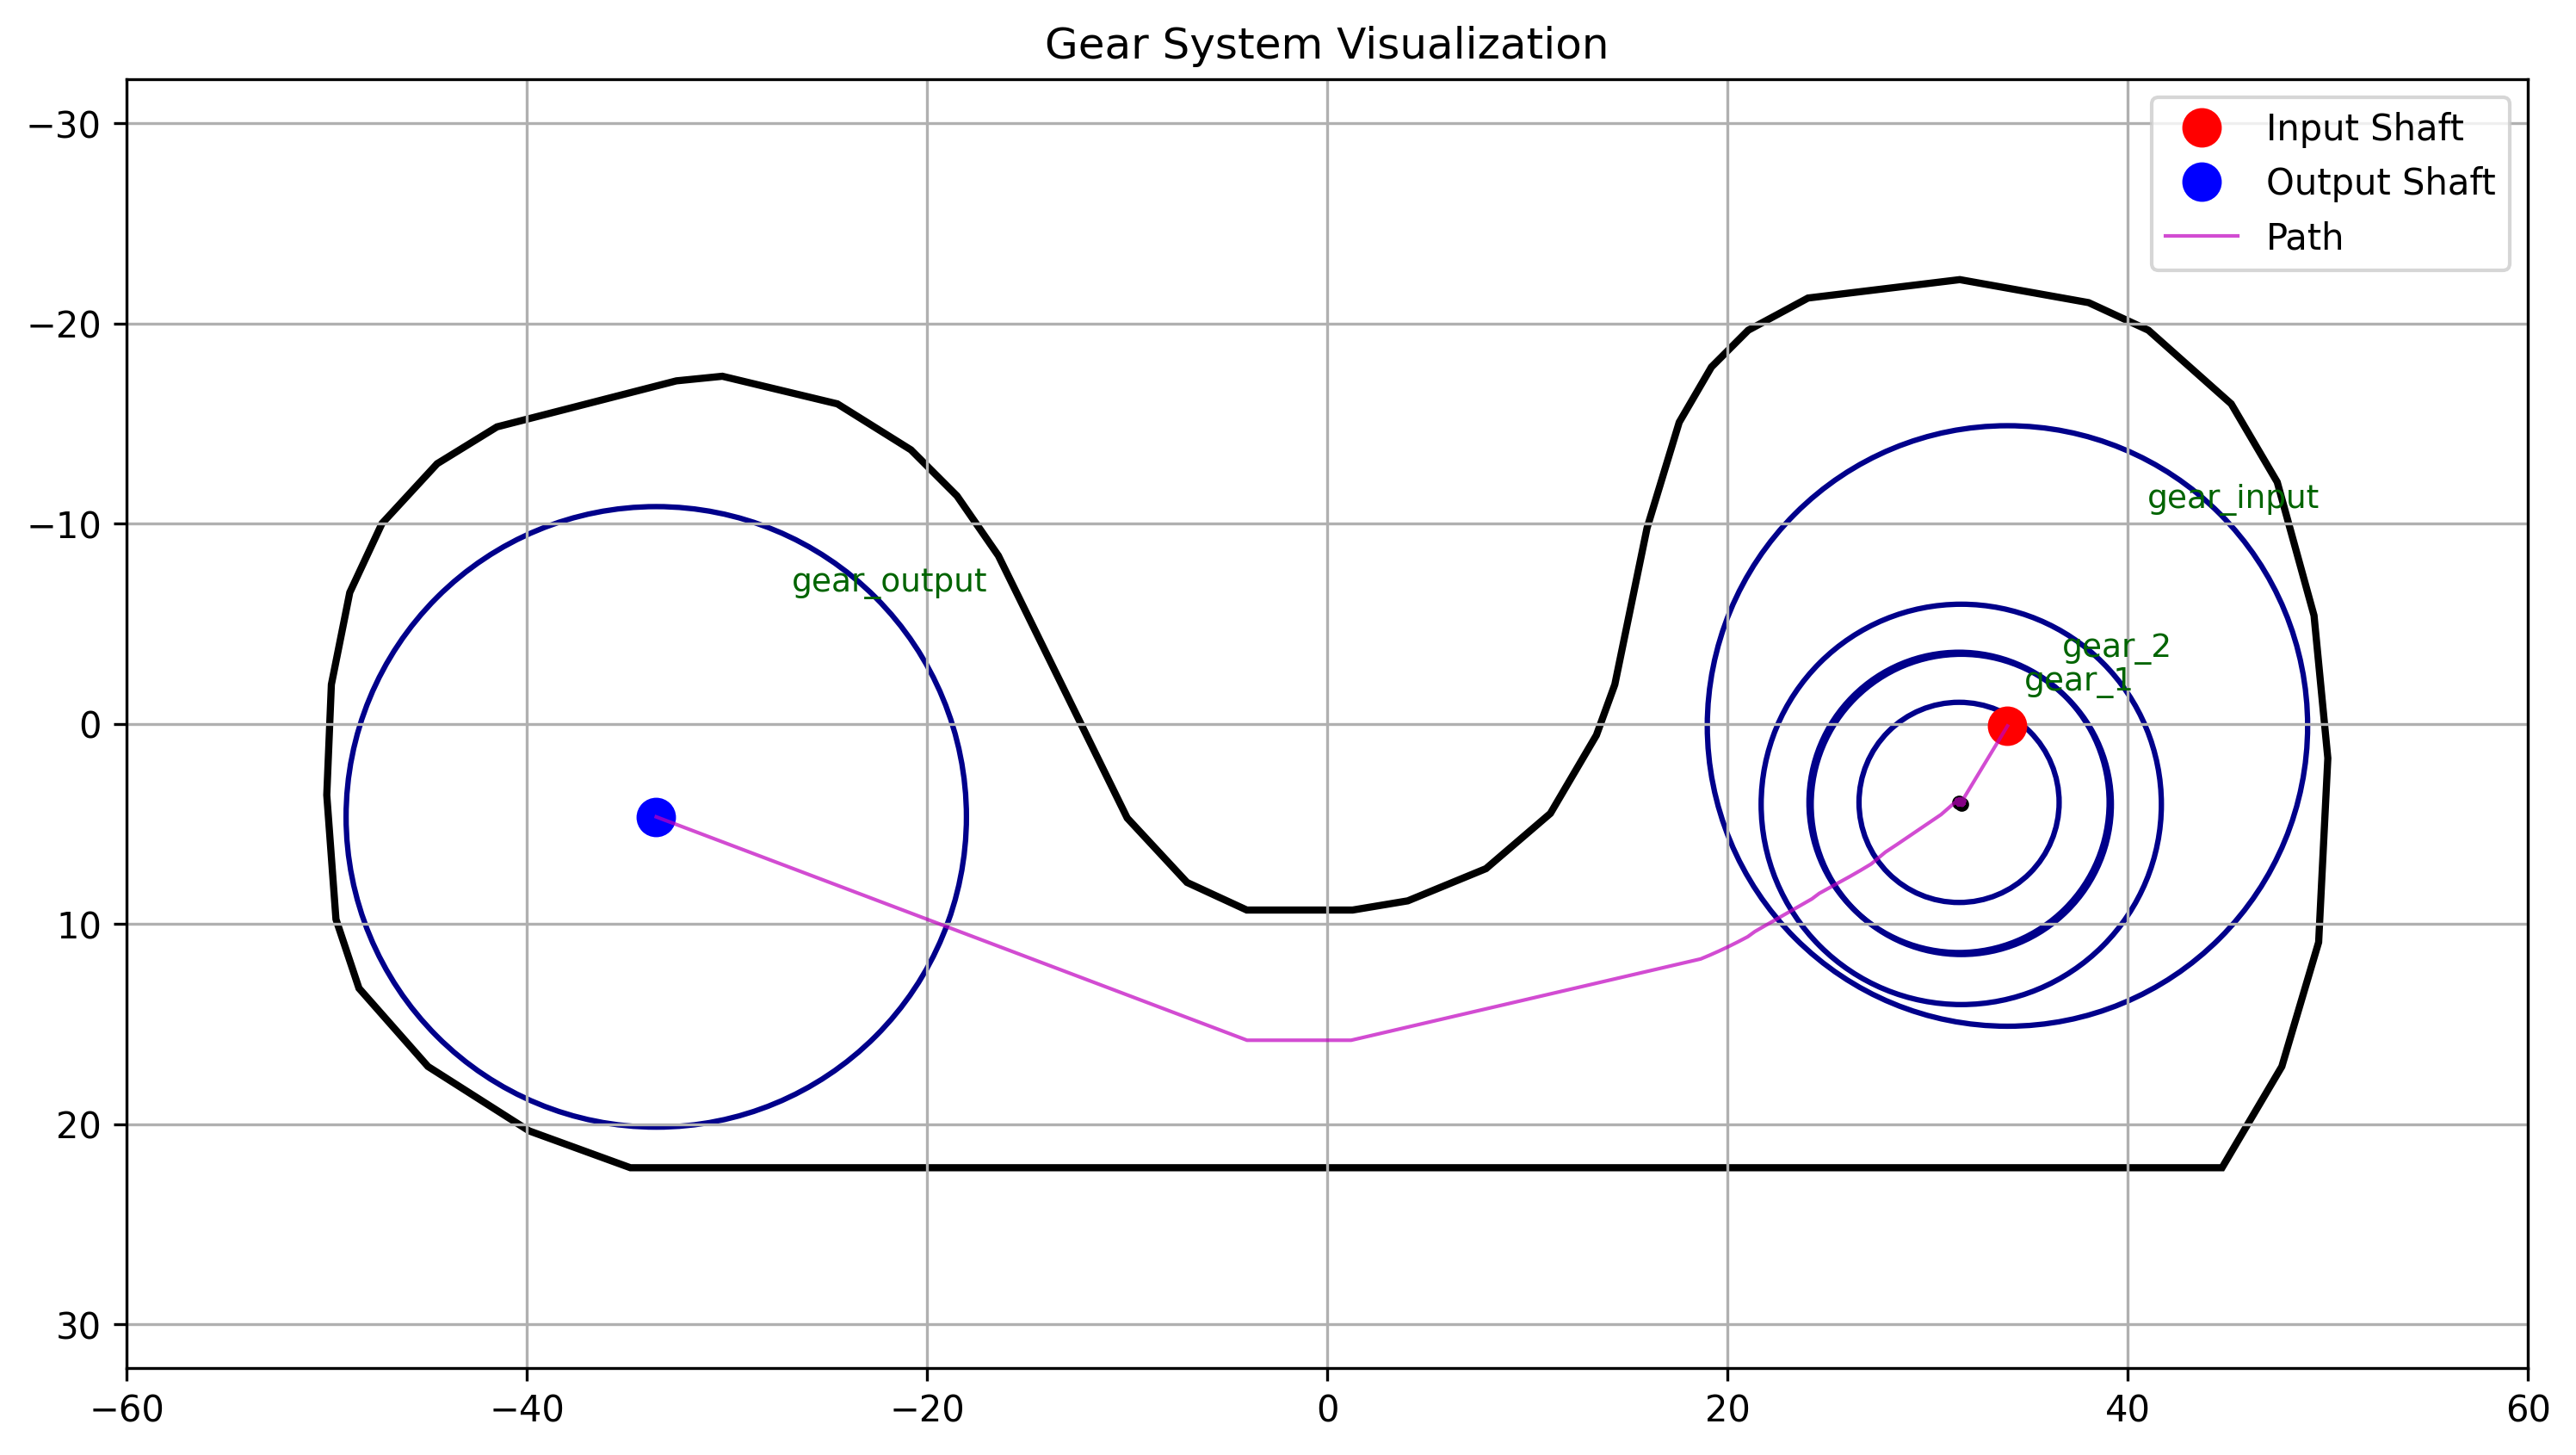 Gear System Visualization
Input Shaft
Output Shaft
Path
gear_input
gear_output
gear_2
gear_1
−30
−20
−10
0
10
20
30
−60
−40
−20
0
20
40
60